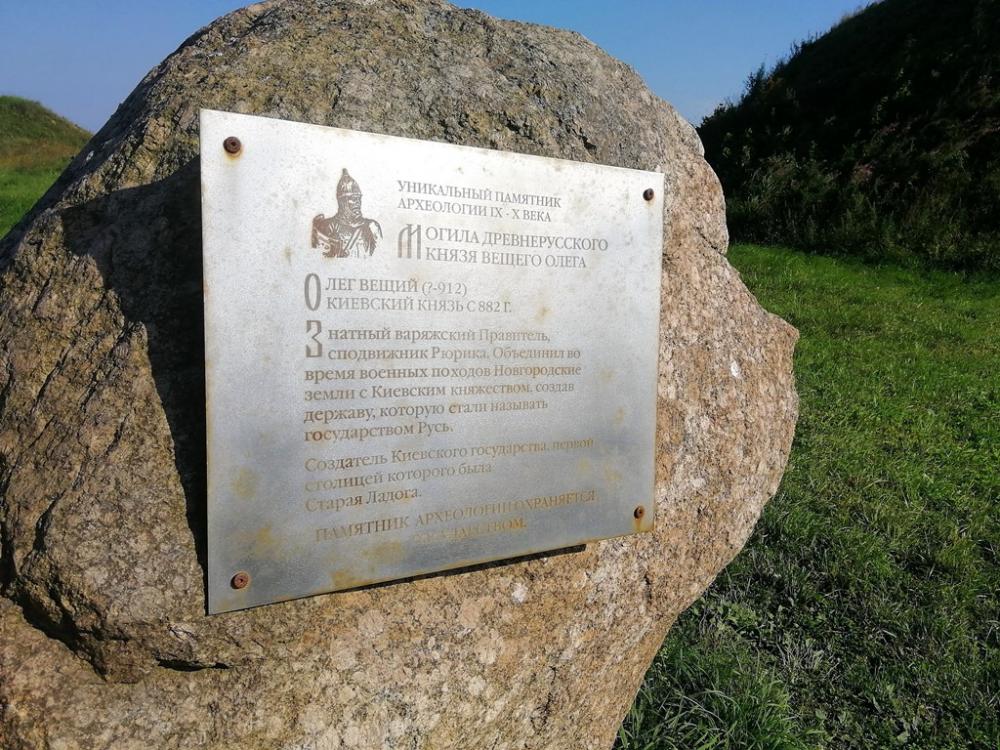 УНИКАЛЬНЫЙ ПАМЯТНИК
АРХЕОЛОГИИ IX - X ВЕКА
МОГИЛА ДРЕВНЕРУССКОГО
КНЯЗЯ ВЕЩЕГО ОЛЕГА
ОЛЕГ ВЕЩИЙ (?-912)
КИЕВСКИЙ КНЯЗЬ С 882 Г.
Знатный варяжский Правитель,
сподвижник Рюрика. Объединил во
время военных походов Новгородские
земли с Киевским княжеством, создав
державу, которую стали называть
государством Русь.
Создатель Киевского государства, первой
столицей которого была
Старая Ладога.
ПАМЯТНИК АРХЕОЛОГИИ ОХРАНЯЕТСЯ
ГОСУДАРСТВОМ.